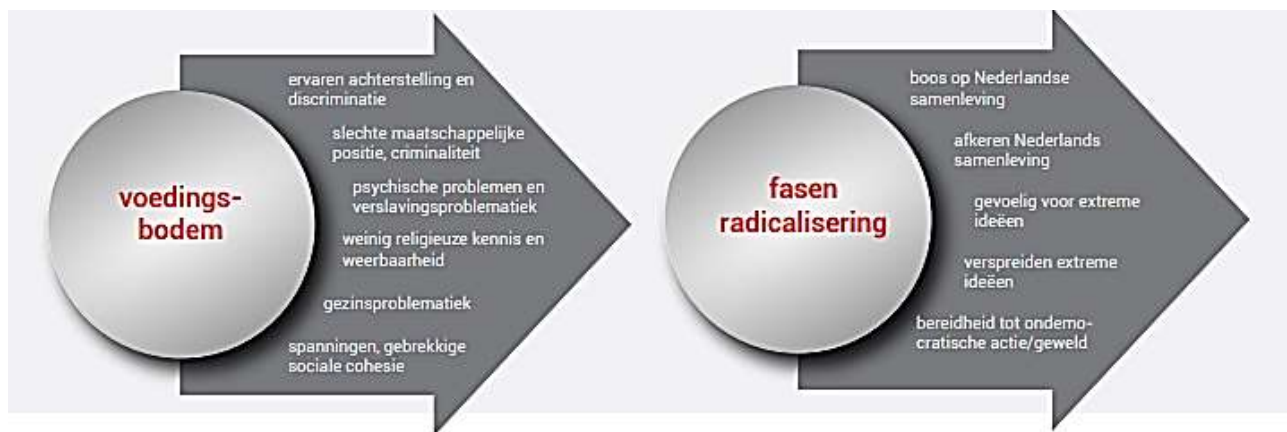 voedings-
bodem
ervaren achterstelling en
discriminatie
slechte maatschappelijke
positie, criminaliteit
psychische problemen en
verslavingsproblematiek
weinig religieuze kennis en
weerbaarheid
gezinsproblematiek
spanningen, gebrekkige
sociale cohesie
fasen
radicalisering
boos op Nederlandse
samenleving
afkeren Nederlands
samenleving
gevoelig voor extreme
ideëen
verspreiden extreme
ideëen
bereidheid tot ondemo-
cratische actie/geweld